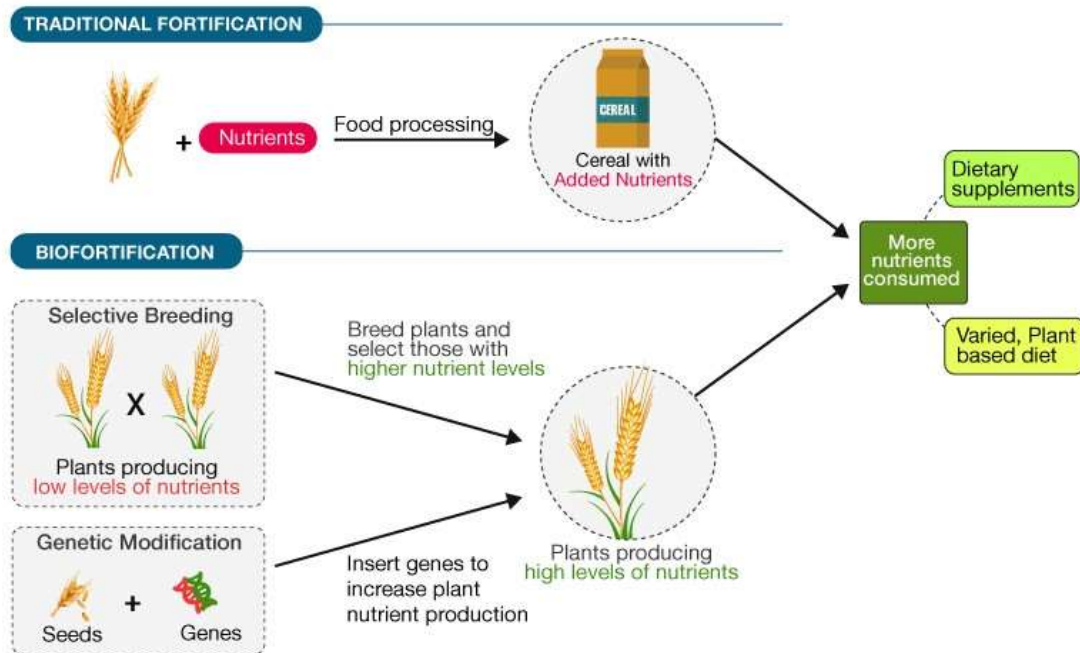 TRADITIONAL FORTIFICATION
+
Nutrients
Food processing
CEREAL
Cereal with
Added Nutrients
Dietary
supplements
More
nutrients
consumed
Varied, Plant
based diet
BIOFORTIFICATION
Selective Breeding
X
Plants producing
low levels of nutrients
Breed plants and
select those with
higher nutrient levels
Genetic Modification
+
Seeds
Genes
Insert genes to
increase plant
nutrient production
Plants producing
high levels of nutrients